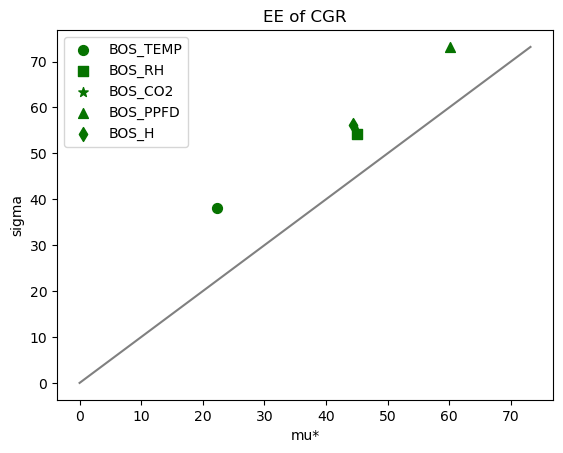 EE of CGR
BOS_TEMP
BOS_RH
BOS_CO2
BOS_PPFD
BOS_H
sigma
70
60
50
40
30
20
10
0
0 10 20 30 40 50 60 70
mu*